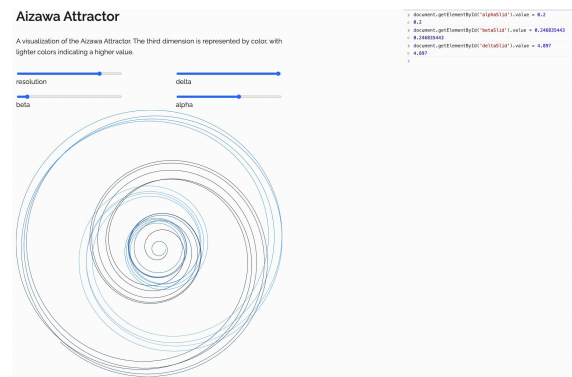 Aizawa Attractor
A visualization of the Aizawa Attractor. The third dimension is represented by color, with
lighter colors indicating a higher value.
resolution
delta
beta
alpha
> document.getElementById('alphaSlid').value = 0.2
< 0.2
> document.getElementById('betaSlid').value = 0.246835443
< 0.246835443
> document.getElementById('deltaSlid').value = 4.897
< 4.897
>